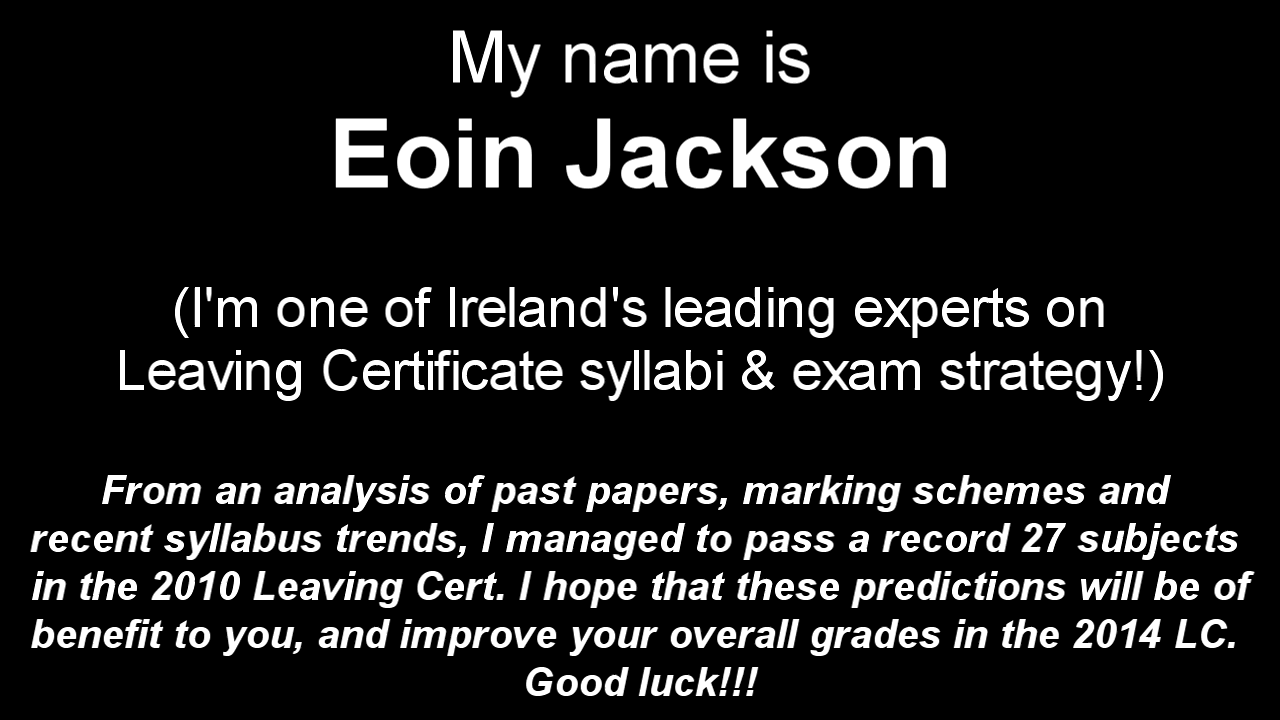 My name is
Eoin Jackson
(I'm one of Ireland's leading experts on
Leaving Certificate syllabi & exam strategy!)
From an analysis of past papers, marking schemes and
recent syllabus trends, I managed to pass a record 27 subjects
in the 2010 Leaving Cert. I hope that these predictions will be of
benefit to you, and improve your overall grades in the 2014 LC.
Good luck!!!